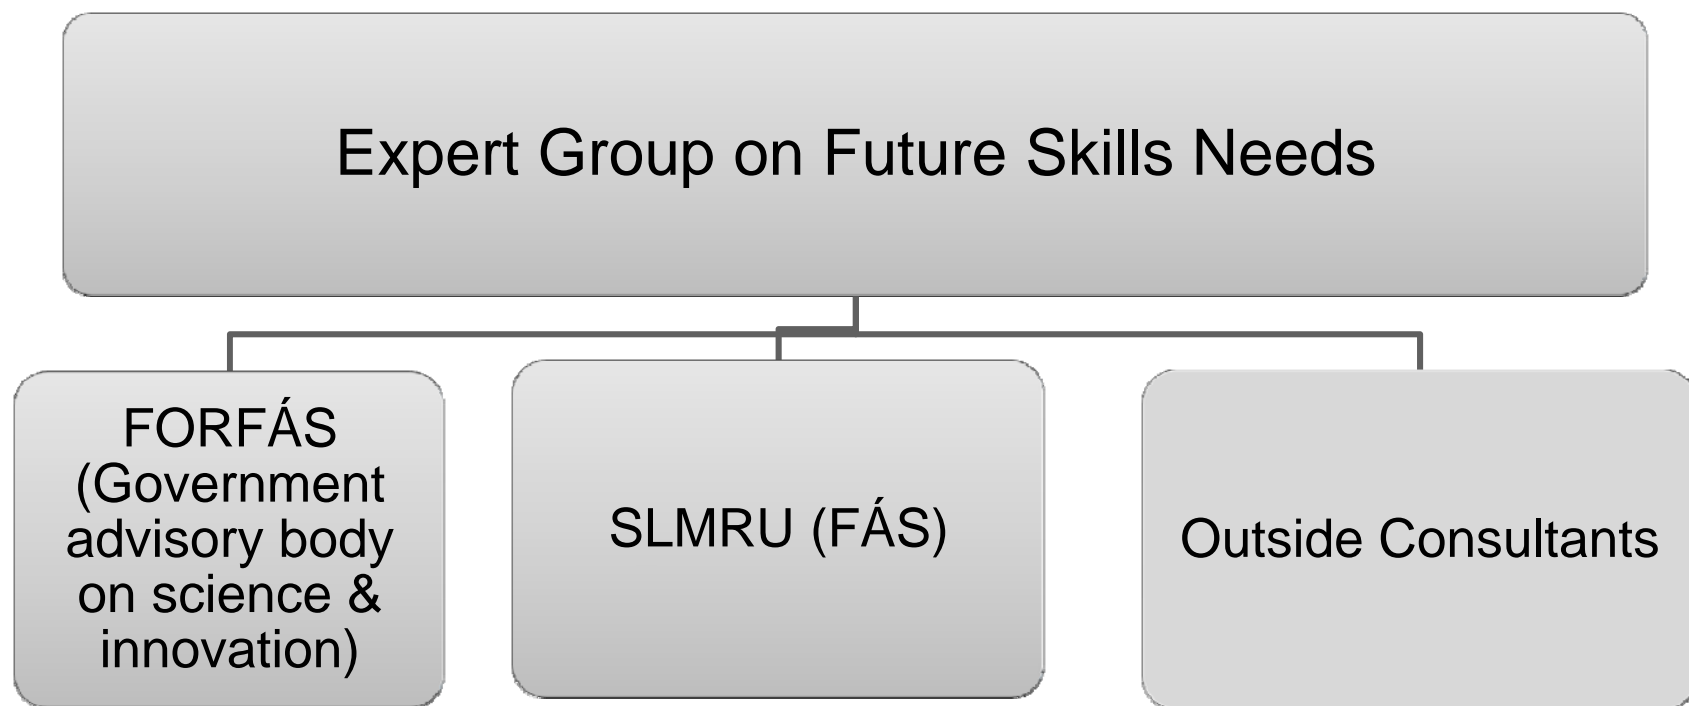 Expert Group on Future Skills Needs
FORFÁS
(Government
advisory body
on science &
innovation)
SLMRU (FÁS)
Outside Consultants